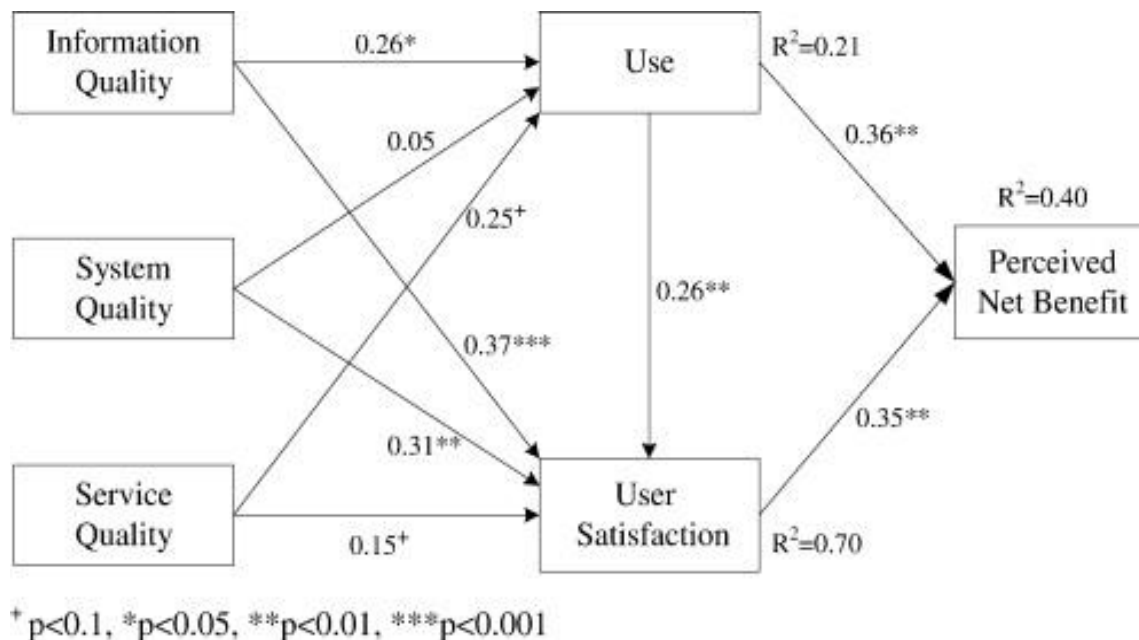 Information
Quality
0.26*
Use
R²=0.21
0.05
0.36**
0.25⁺
R²=0.40
System
Quality
0.26**
Perceived
Net Benefit
0.37***
0.31**
0.35**
Service
Quality
0.15⁺
User
Satisfaction
R²=0.70
⁺ p<0.1, *p<0.05, **p<0.01, ***p<0.001